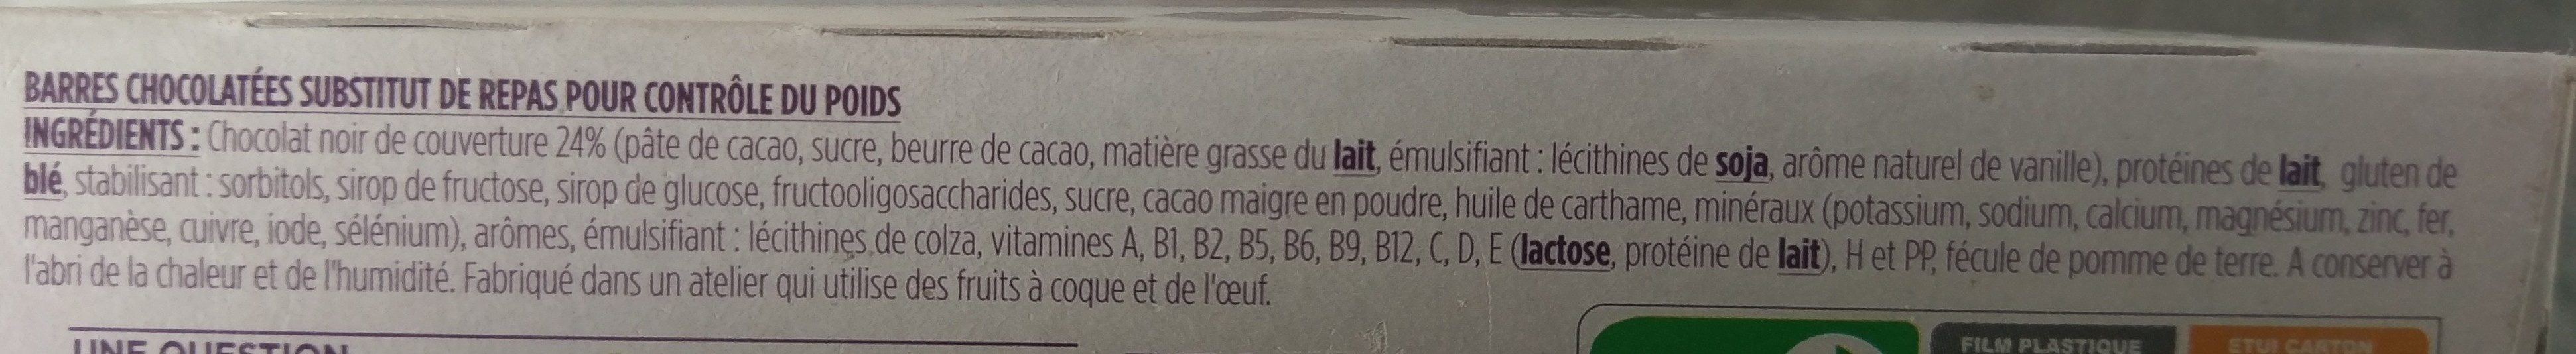 BARRES CHOCOLATÉES SUBSTITUT DE REPAS POUR CONTRÔLE DU POIDS
INGRÉDIENTS : Chocolat noir de couverture 24% (pâte de cacao, sucre, beurre de cacao, matière grasse du lait, émulsifiant : lécithines de soja, arôme naturel de vanille), protéines de lait, gluten de
blé, stabilisant : sorbitols, sirop de fructose, sirop de glucose, fructooligosaccharides, sucre, cacao maigre en poudre, huile de carthame, minéraux (potassium, sodium, calcium, magnésium, zinc, fer,
manganèse, cuivre, iode, sélénium), arômes, émulsifiant : lécithines de colza, vitamines A, B1, B2, B5, B6, B9, B12, C, D, E (lactose, protéine de lait), H et PP, fécule de pomme de terre. A conserver à
l'abri de la chaleur et de l'humidité. Fabriqué dans un atelier qui utilise des fruits à coque et de l'œuf.
UNE QUESTION
FILM PLASTIQUE
ETUI CARTON